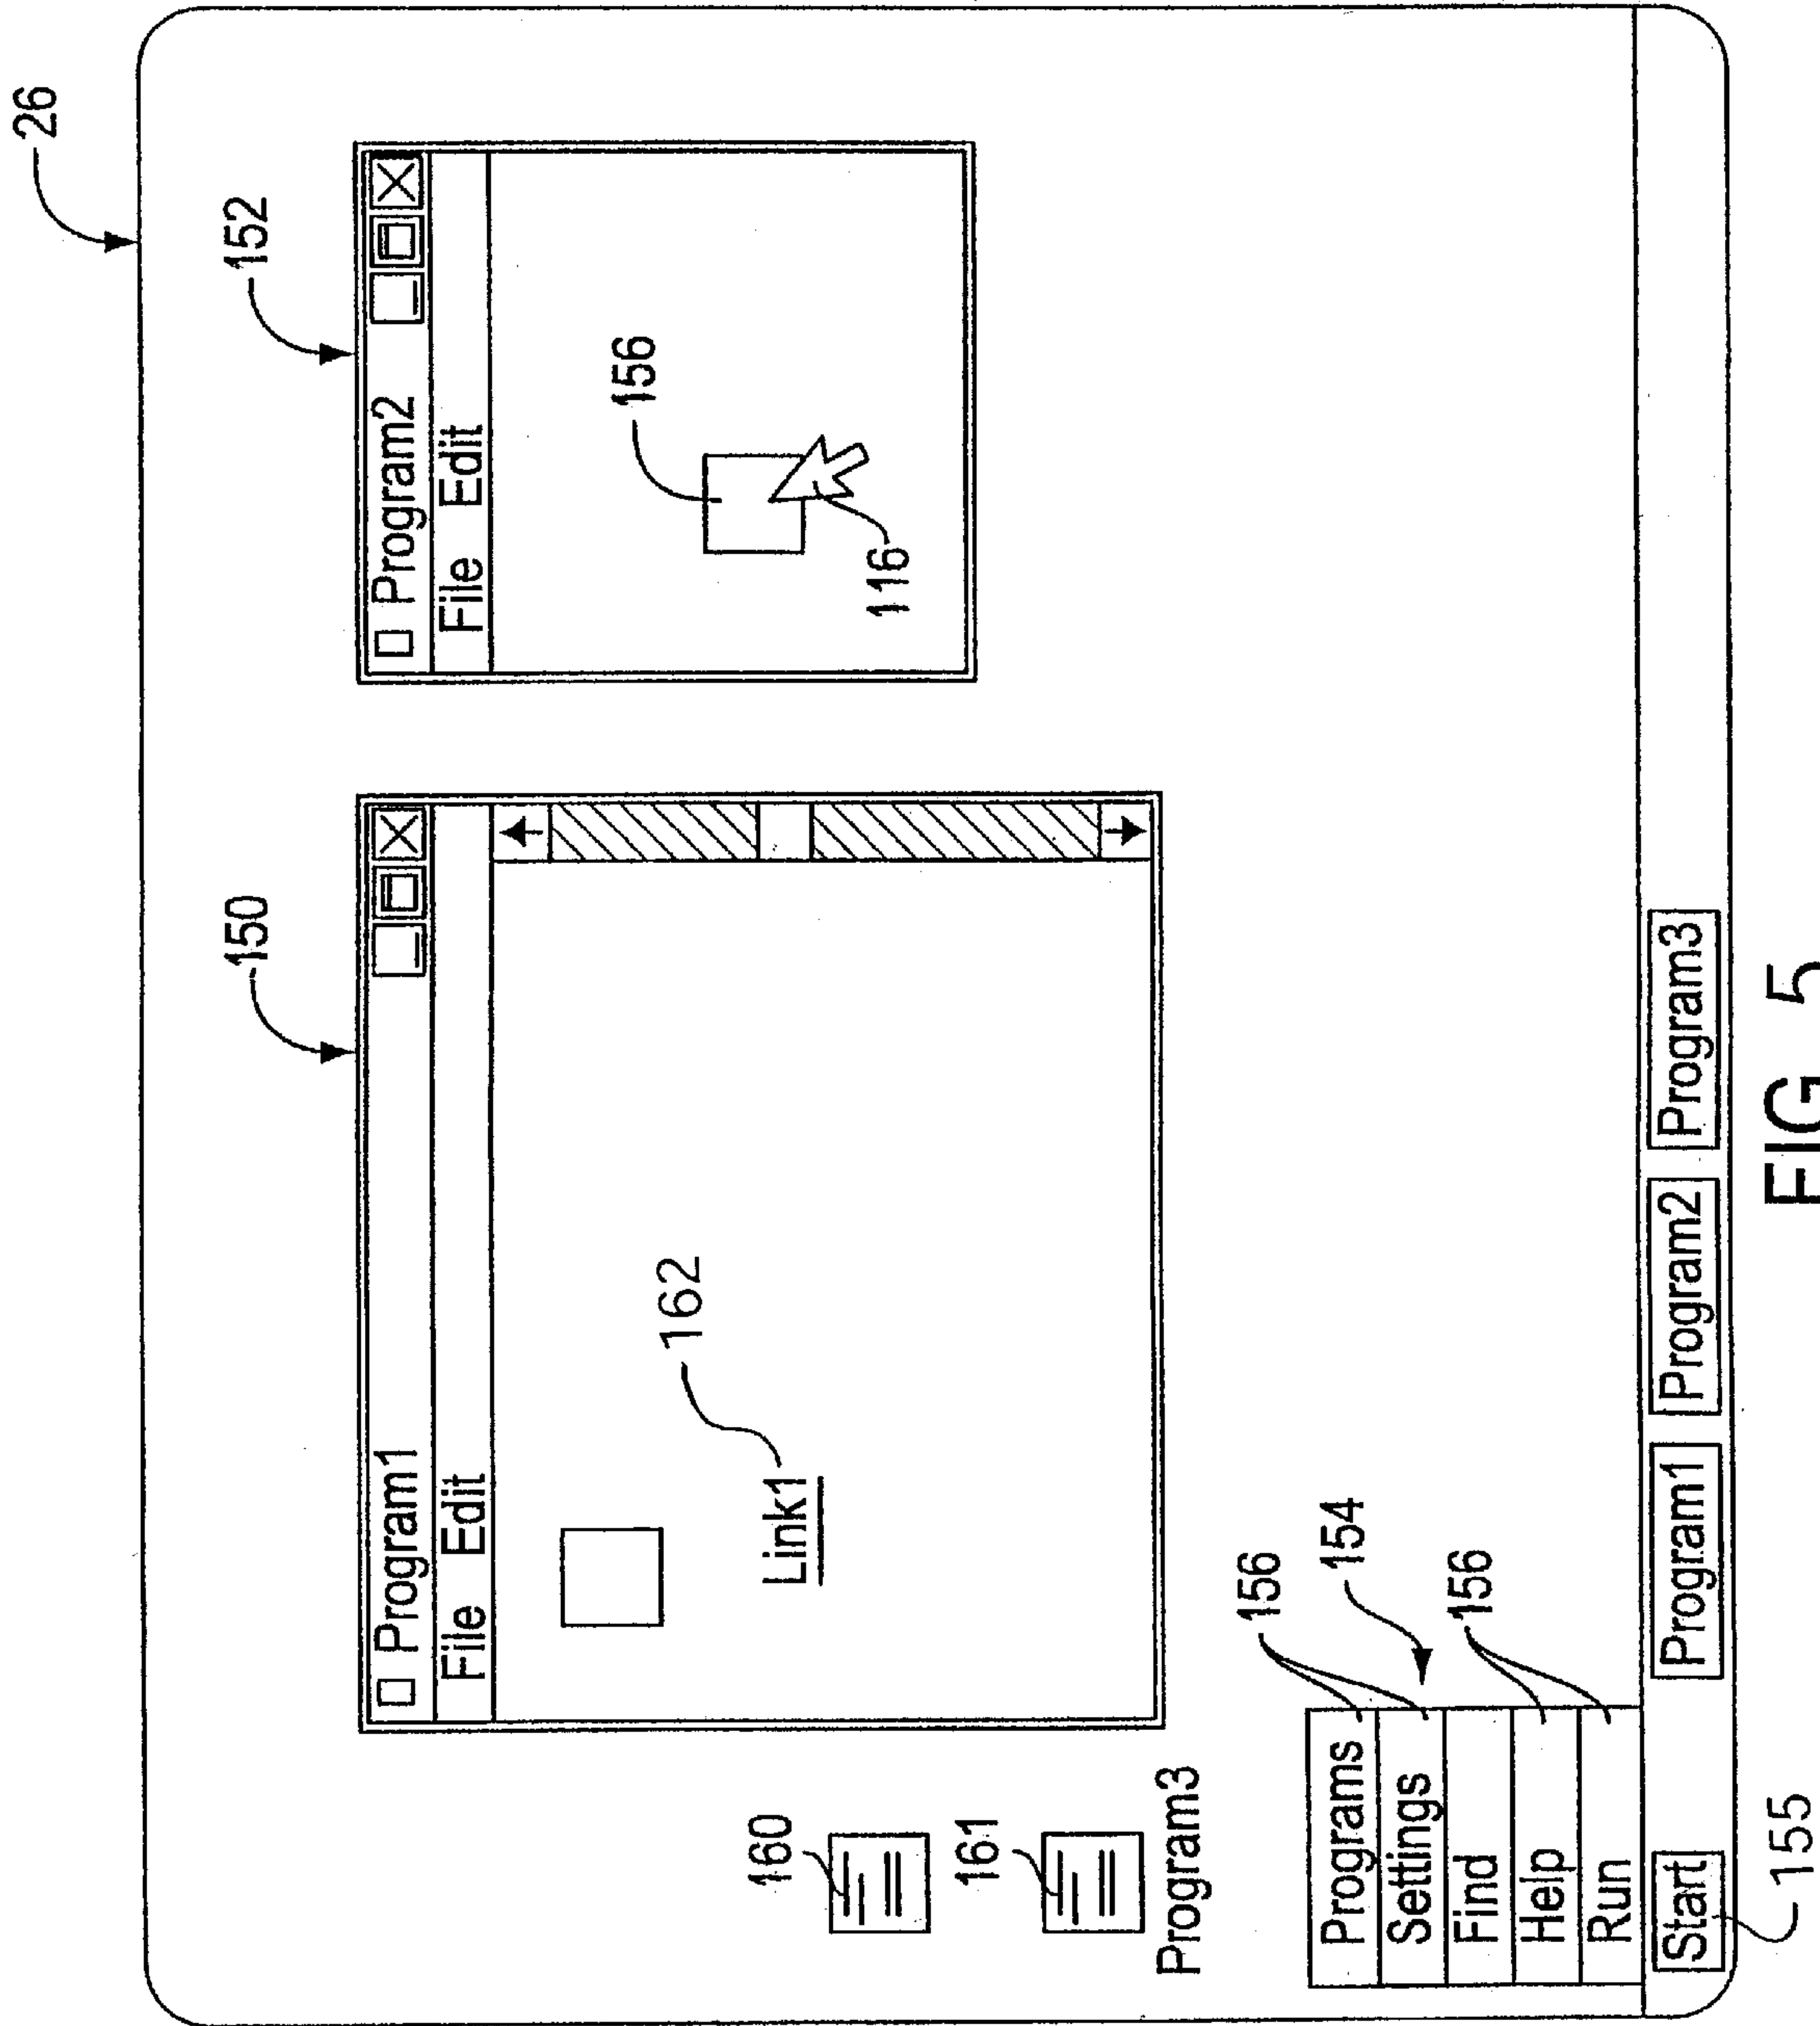 26
150
152
Program1
File Edit
162
Link1
Program2
File Edit
156
116
160
161
Program3
156
154
156
Programs
Settings
Find
Help
Run
Start
Program1
Program2
Program3
155
FIG. 5